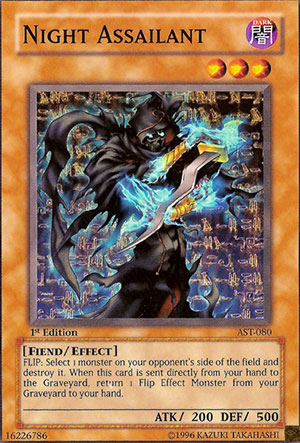 NIGHT ASSAILANT
DARK
闇
1st Edition
AST-080
[FIEND/EFFECT]
FLIP: Select 1 monster on your opponent's side of the field and
destroy it. When this card is sent directly from your hand to
the Graveyard, return 1 Flip Effect Monster from your
Graveyard to your hand.
ATK/ 200 DEF/ 500
16226786
©1996 KAZUKI TAKAHASHI